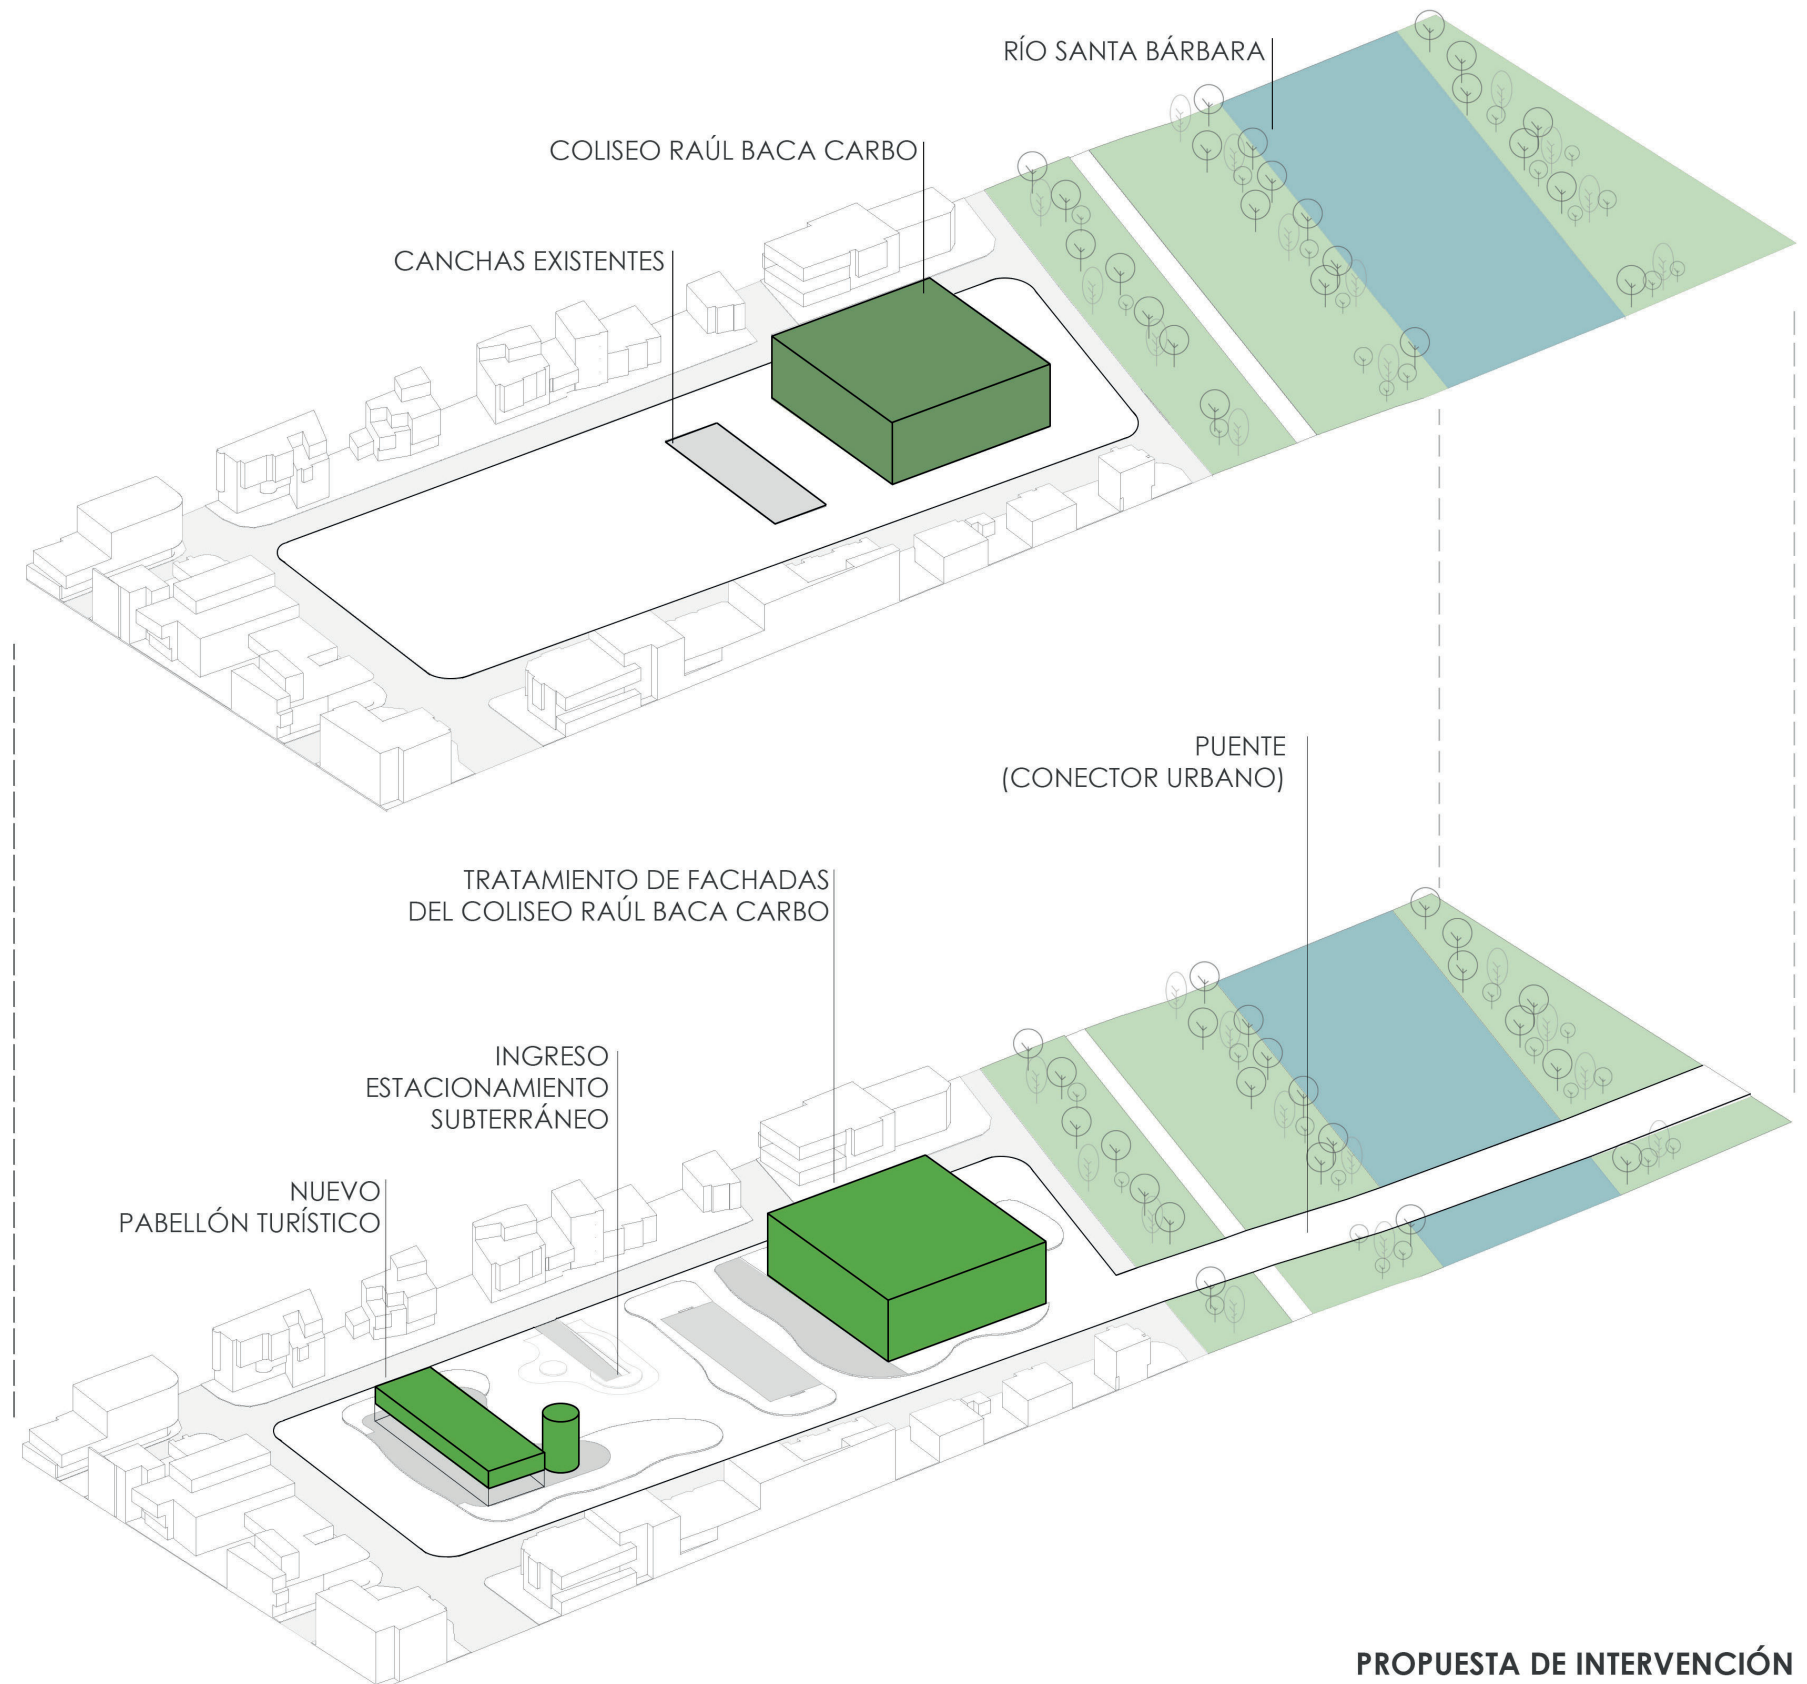 RÍO SANTA BÁRBARA
COLISEO RAÚL BACA CARBO
CANCHAS EXISTENTES
PUENTE
(CONECTOR URBANO)
TRATAMIENTO DE FACHADAS
DEL COLISEO RAÚL BACA CARBO
INGRESO
ESTACIONAMIENTO
SUBTERRÁNEO
NUEVO
PABELLÓN TURÍSTICO
PROPUESTA DE INTERVENCIÓN